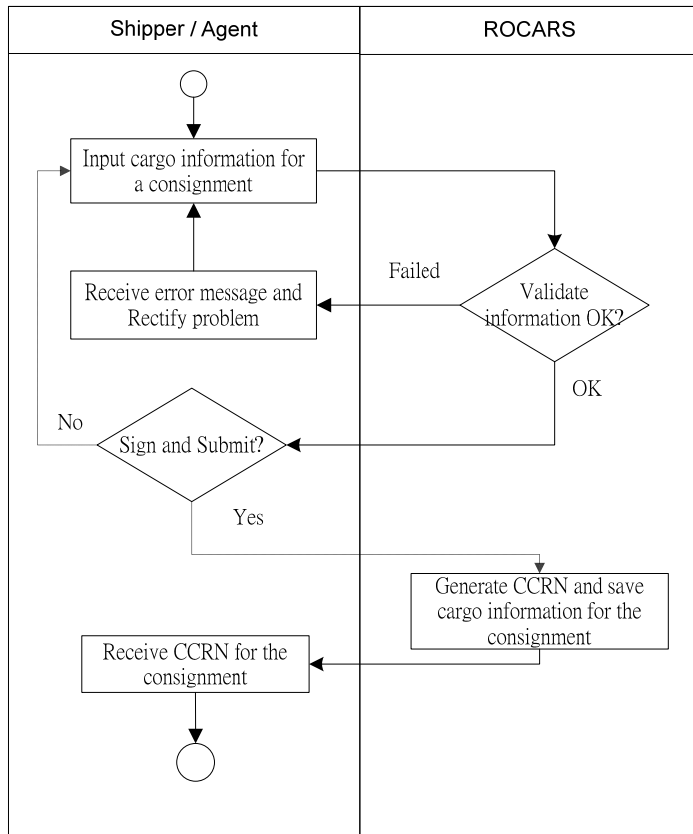 Shipper / Agent
ROCARS
Input cargo information for
a consignment
Failed
Receive error message and
Rectify problem
Validate
information OK?
OK
No
Sign and Submit?
Yes
Generate CCRN and save
cargo information for the
consignment
Receive CCRN for the
consignment